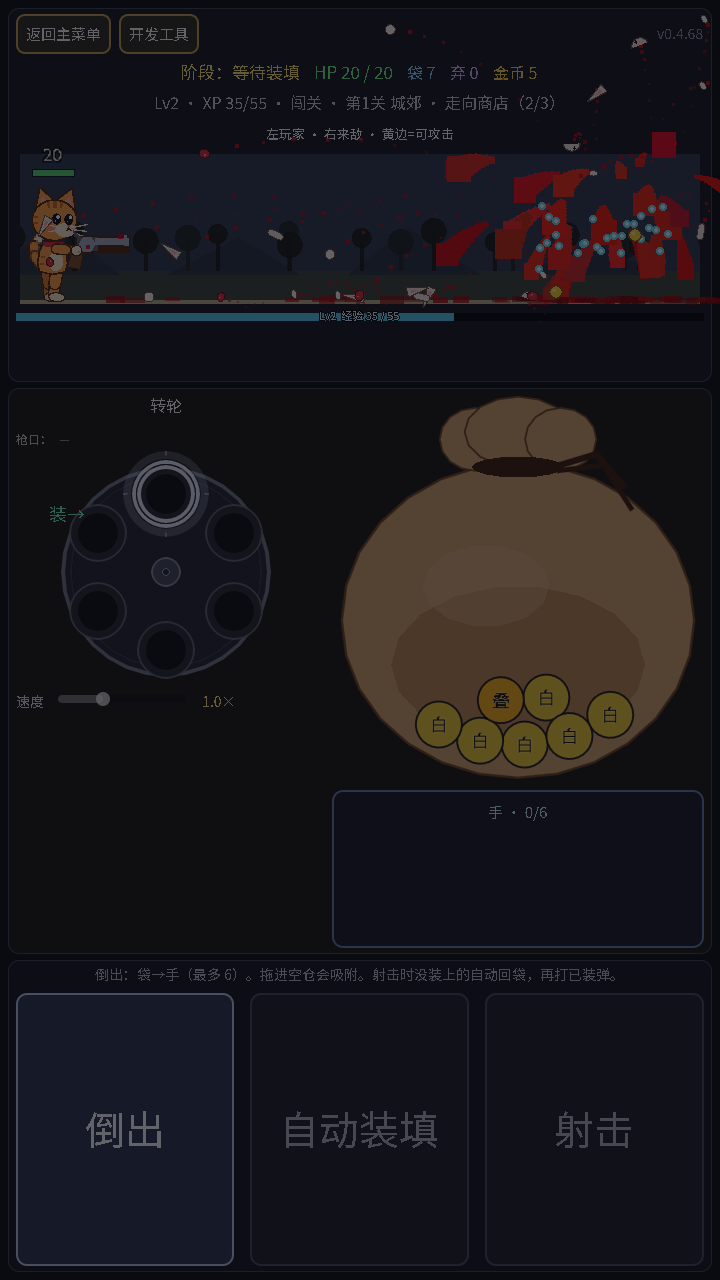 返回主菜单 开发工具 v0.4.68
阶段：等待装填 HP 20 / 20 袋 7 弃 0 金币 5
Lv2 · XP 35/55 · 闯关 · 第1关 城郊 · 走向商店（2/3）
左玩家 · 右来敌 · 黄边=可攻击
20
Lv2 经验 35 / 55
转轮
枪口： —
装→
速度 1.0×
叠 白
白 白 白 白 白
手 · 0/6
倒出：袋→手（最多 6）。拖进空仓会吸附。射击时没装上的自动回袋，再打已装弹。
倒出 自动装填 射击